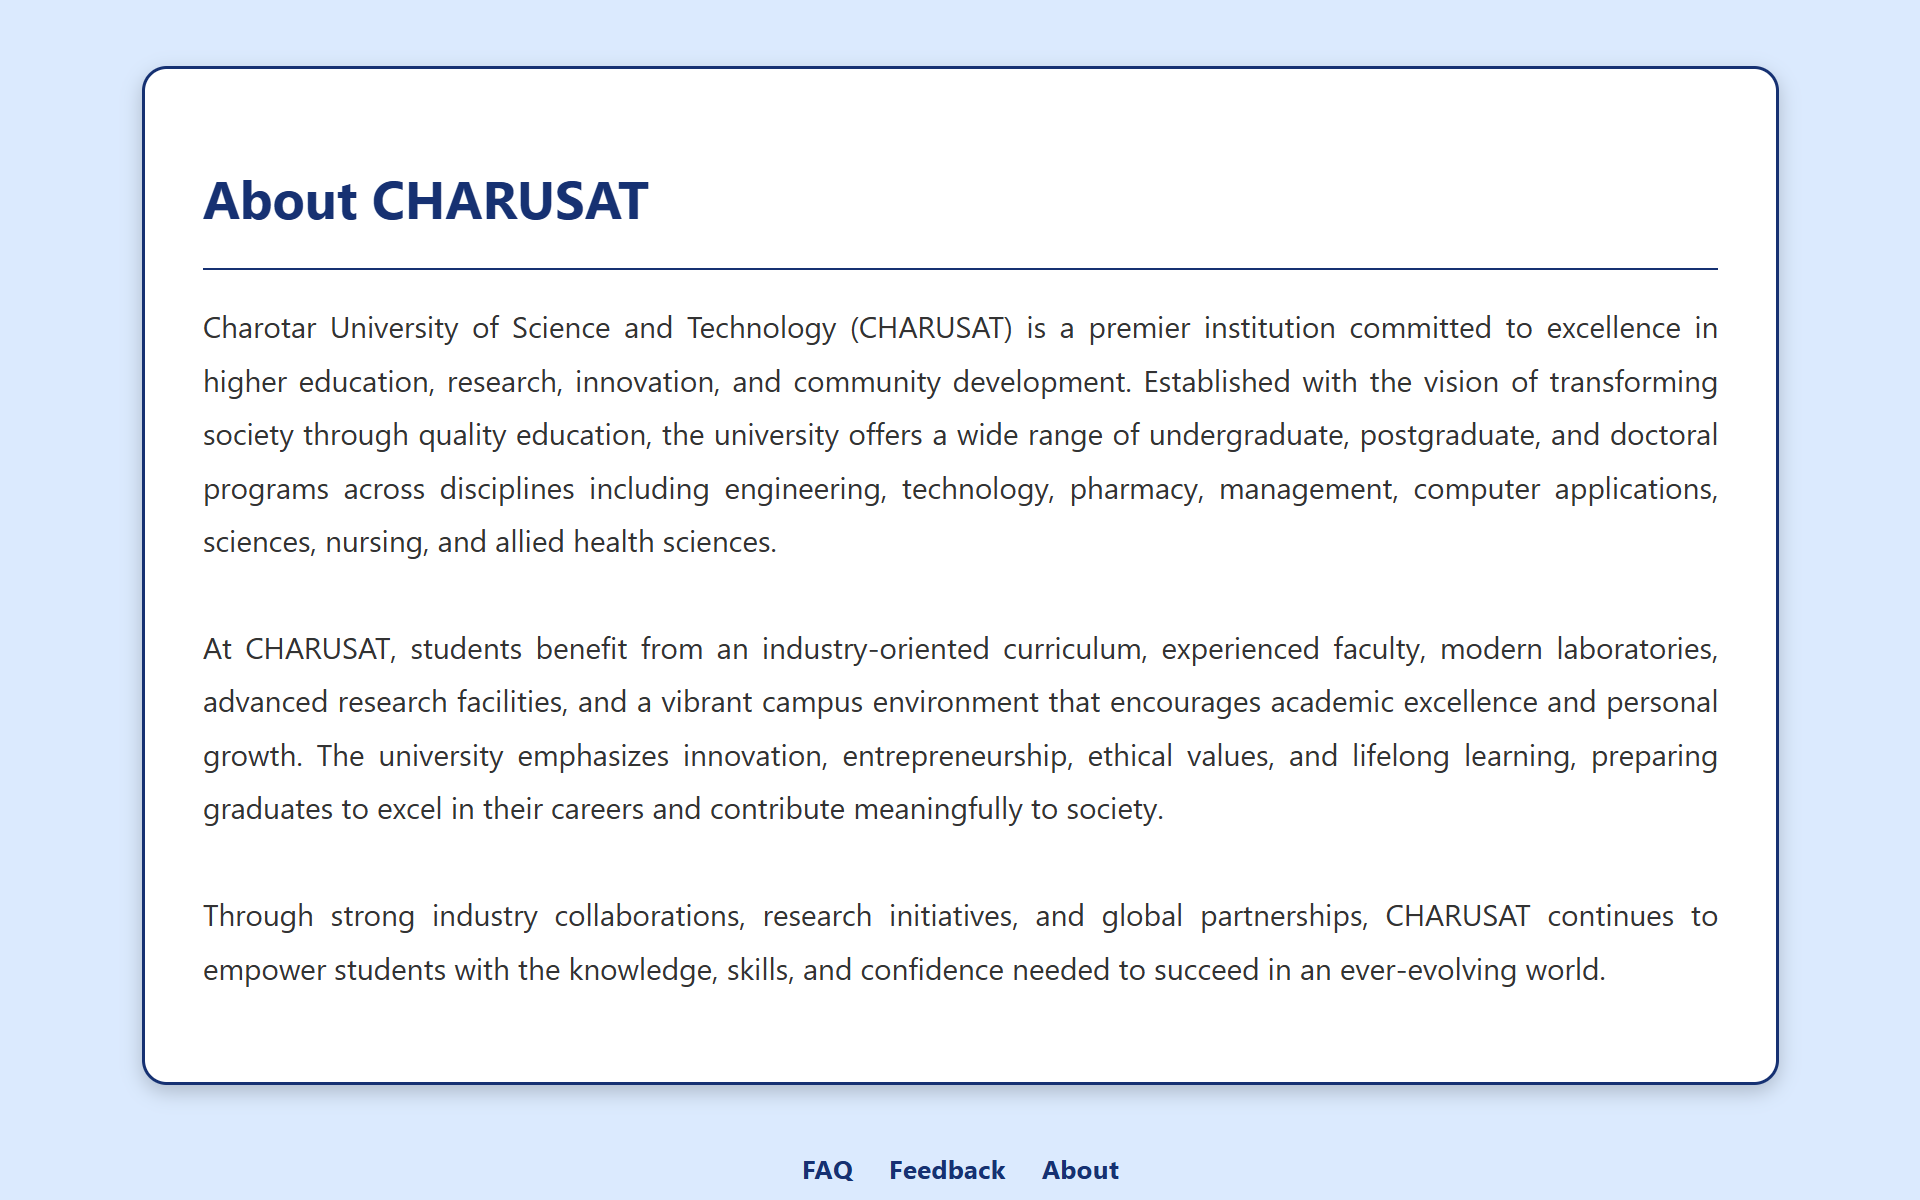 About CHARUSAT
Charotar University of Science and Technology (CHARUSAT) is a premier institution committed to excellence in
higher education, research, innovation, and community development. Established with the vision of transforming
society through quality education, the university offers a wide range of undergraduate, postgraduate, and doctoral
programs across disciplines including engineering, technology, pharmacy, management, computer applications,
sciences, nursing, and allied health sciences.
At CHARUSAT, students benefit from an industry-oriented curriculum, experienced faculty, modern laboratories,
advanced research facilities, and a vibrant campus environment that encourages academic excellence and personal
growth. The university emphasizes innovation, entrepreneurship, ethical values, and lifelong learning, preparing
graduates to excel in their careers and contribute meaningfully to society.
Through strong industry collaborations, research initiatives, and global partnerships, CHARUSAT continues to
empower students with the knowledge, skills, and confidence needed to succeed in an ever-evolving world.
FAQ Feedback About